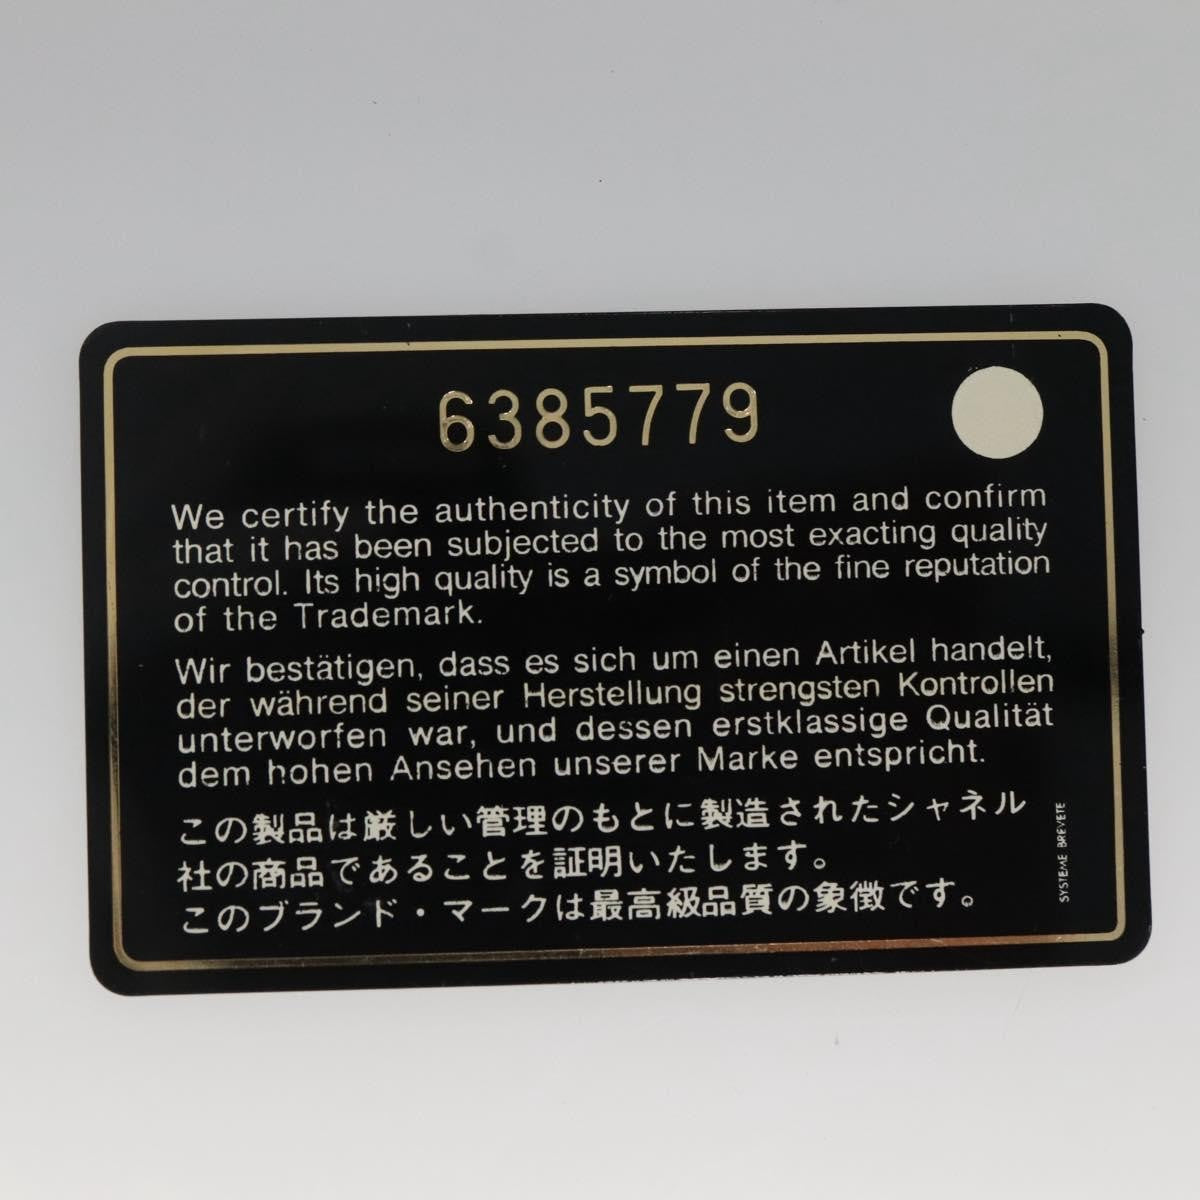 6385779
We certify the authenticity of this item and confirm
that it has been subjected to the most exacting quality
control. Its high quality is a symbol of the fine reputation
of the Trademark.
Wir bestätigen, dass es sich um einen Artikel handelt,
der während seiner Herstellung strengsten Kontrollen
unterworfen war, und dessen erstklassige Qualität
dem hohen Ansehen unserer Marke entspricht.
この製品は厳しい管理のもとに製造されたシャネル
社の商品であることを証明いたします。
このブランド・マークは最高級品質の象徴です。
SYSTEME BREVETE